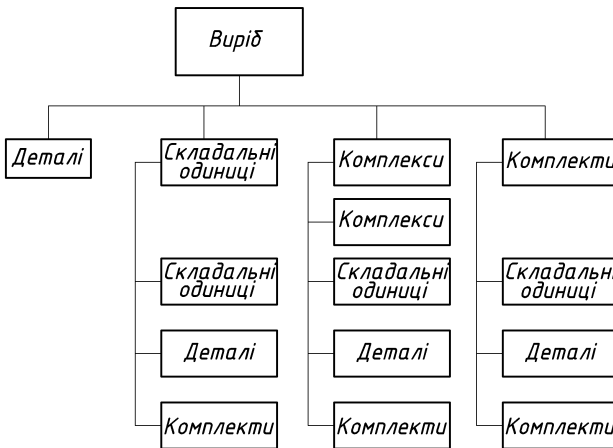 Виріб
Деталі
Складальні
одиниці
Комплекси
Комплекти
Комплекси
Складальні
одиниці
Складальні
одиниці
Складальні
одиниці
Деталі
Деталі
Деталі
Комплекти
Комплекти
Комплекти